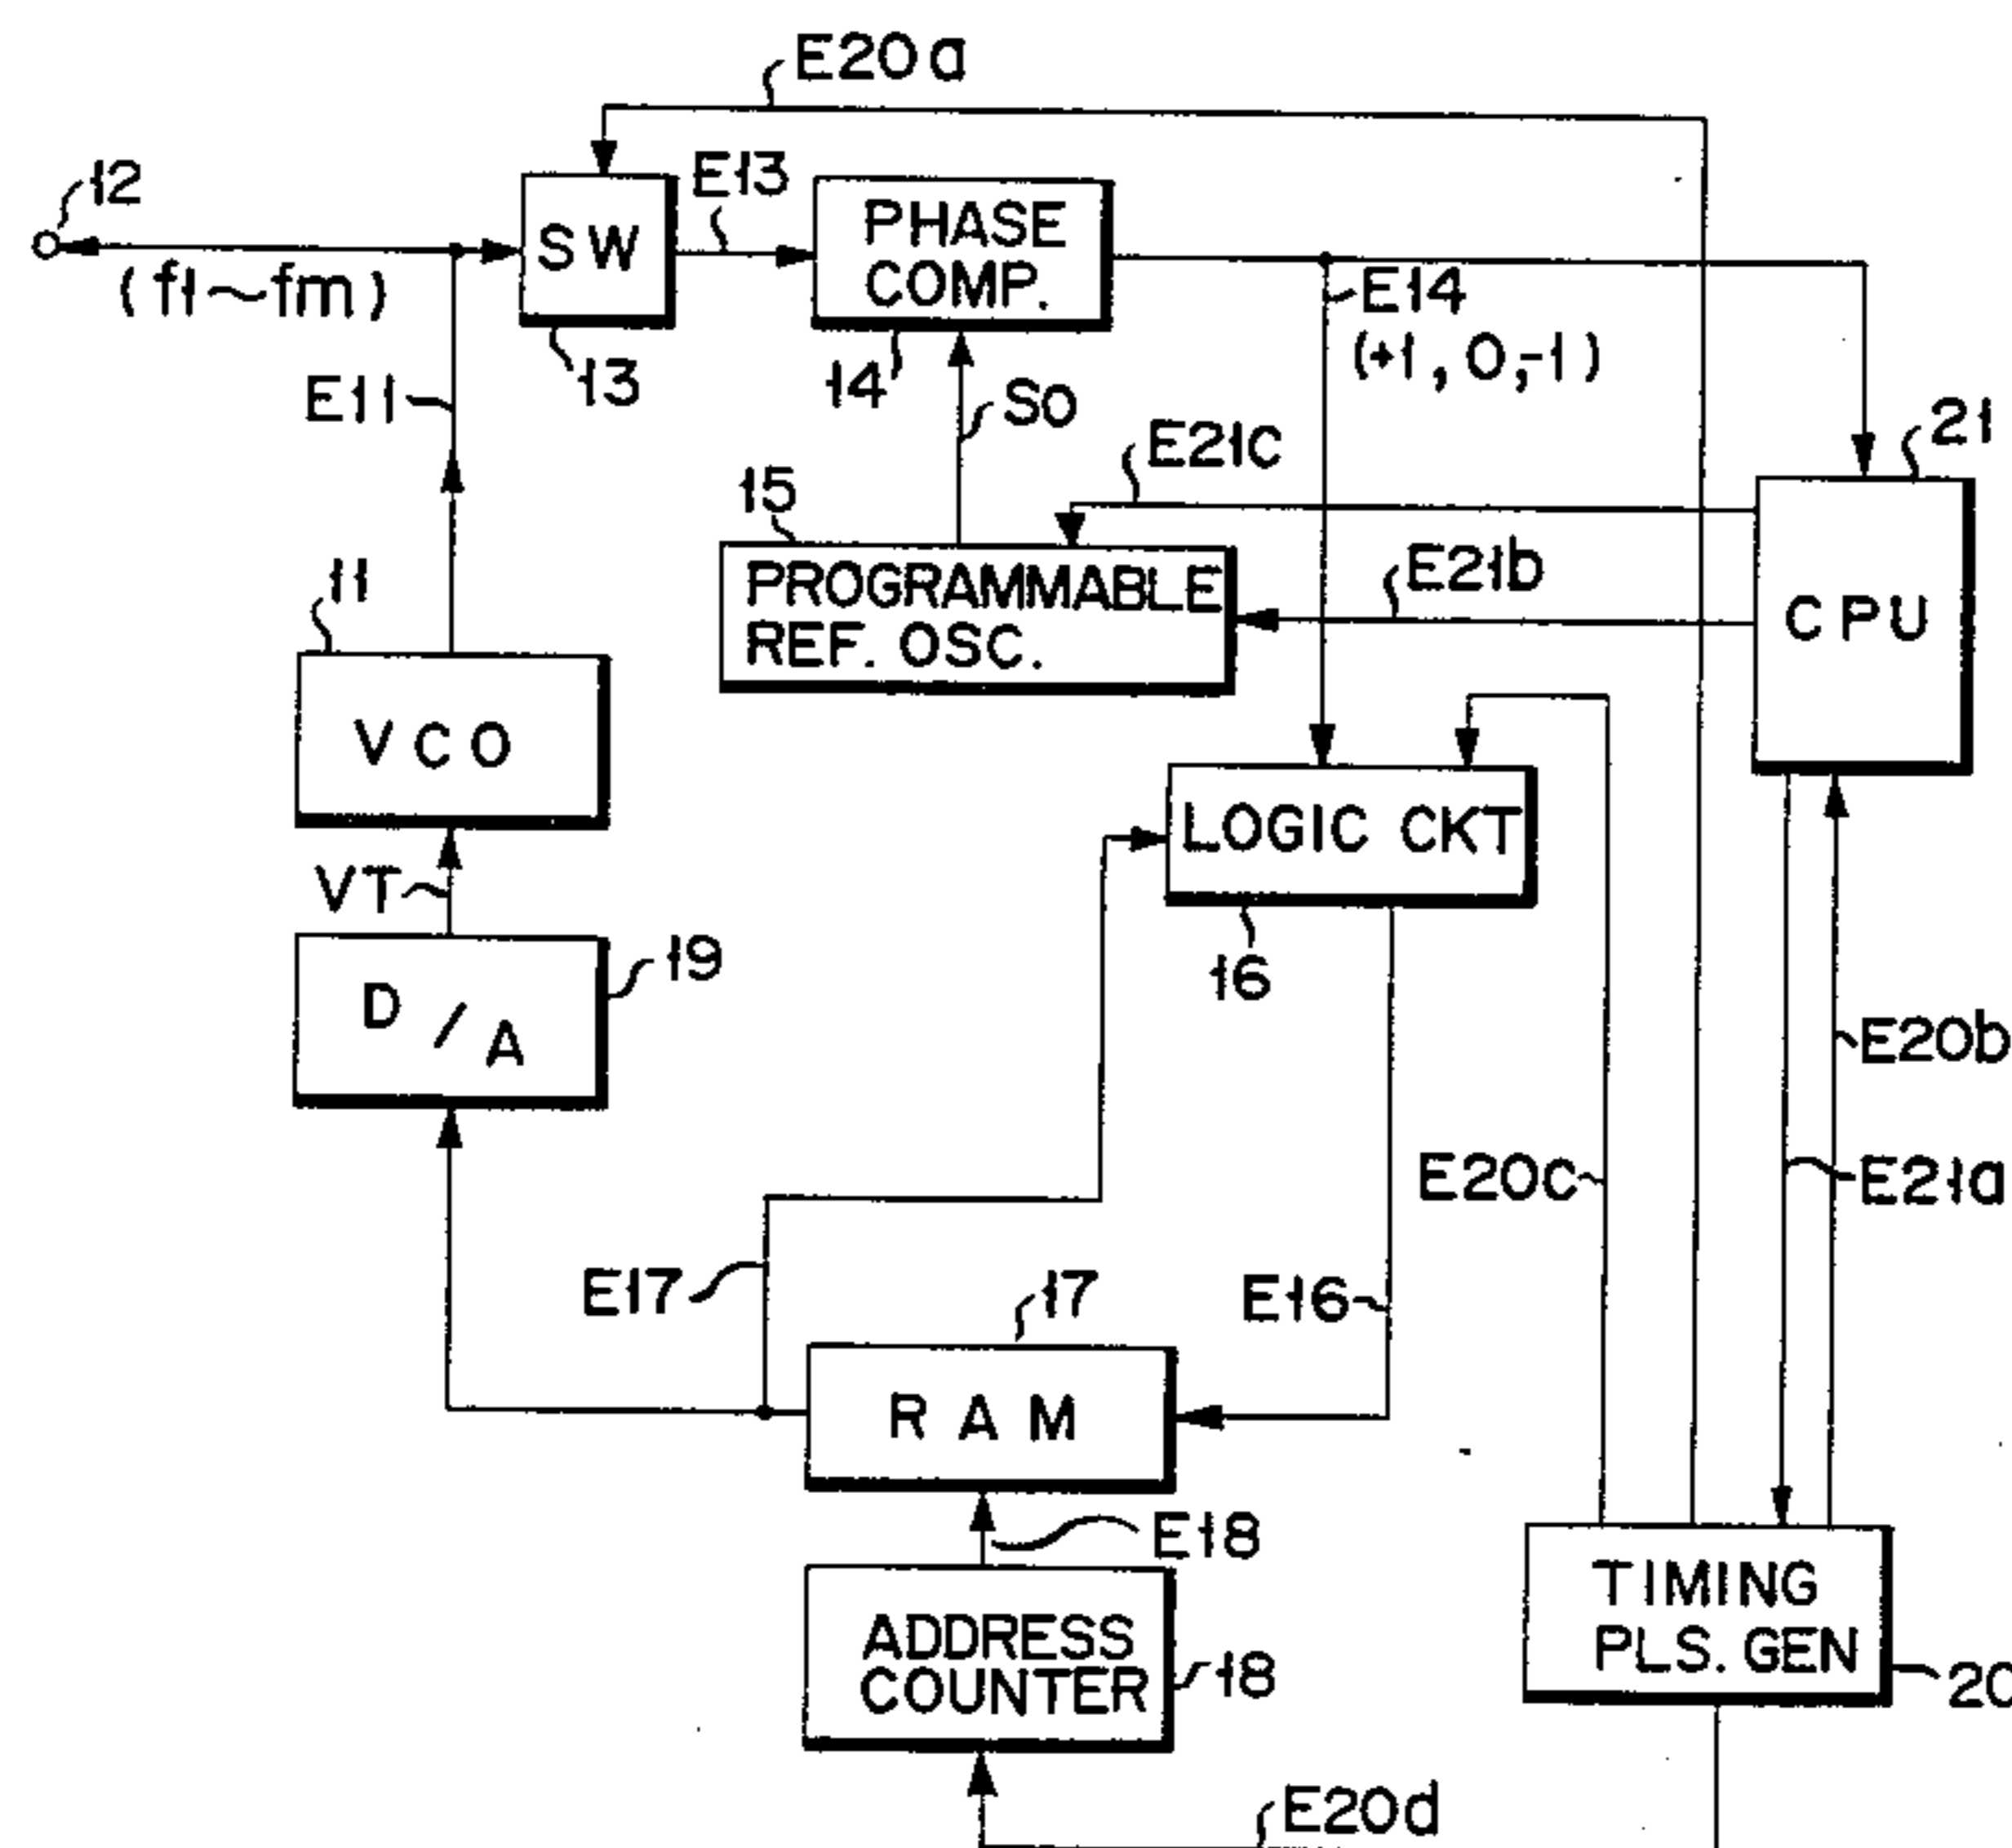 E20a
12
E13
SW
PHASE
COMP.
(f1~fm)
E14
(+1, 0, -1)
13
14
E11
S0
E21C
21
15
E21b
11
PROGRAMMABLE
REF. OSC.
CPU
VCO
LOGIC CKT
VT
19
16
D/A
E20b
E20C
E21a
E17
17
E16
RAM
E18
TIMING
PLS. GEN
ADDRESS
COUNTER
18
20
E20d